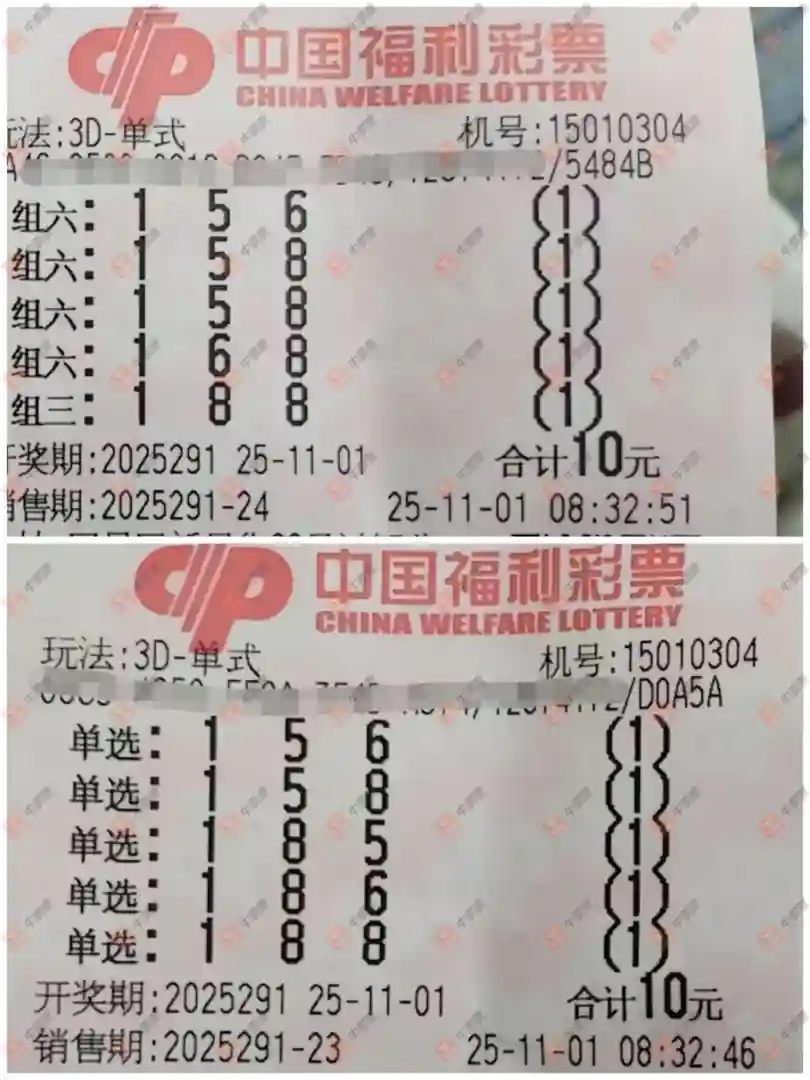 中国福利彩票
CHINA WELFARE LOTTERY
玩法:3D-单式 机号:15010304
/5484B
组六: 1 5 6 (1)
组六: 1 5 8 (1)
组六: 1 5 8 (1)
组六: 1 6 8 (1)
组三: 1 8 8 (1)
开奖期:2025291 25-11-01 合计10元
销售期:2025291-24 25-11-01 08:32:51
中国福利彩票
CHINA WELFARE LOTTERY
玩法:3D-单式 机号:15010304
/D0A5A
单选: 1 5 6 (1)
单选: 1 5 8 (1)
单选: 1 8 5 (1)
单选: 1 8 6 (1)
单选: 1 8 8 (1)
开奖期:2025291 25-11-01 合计10元
销售期:2025291-23 25-11-01 08:32:46